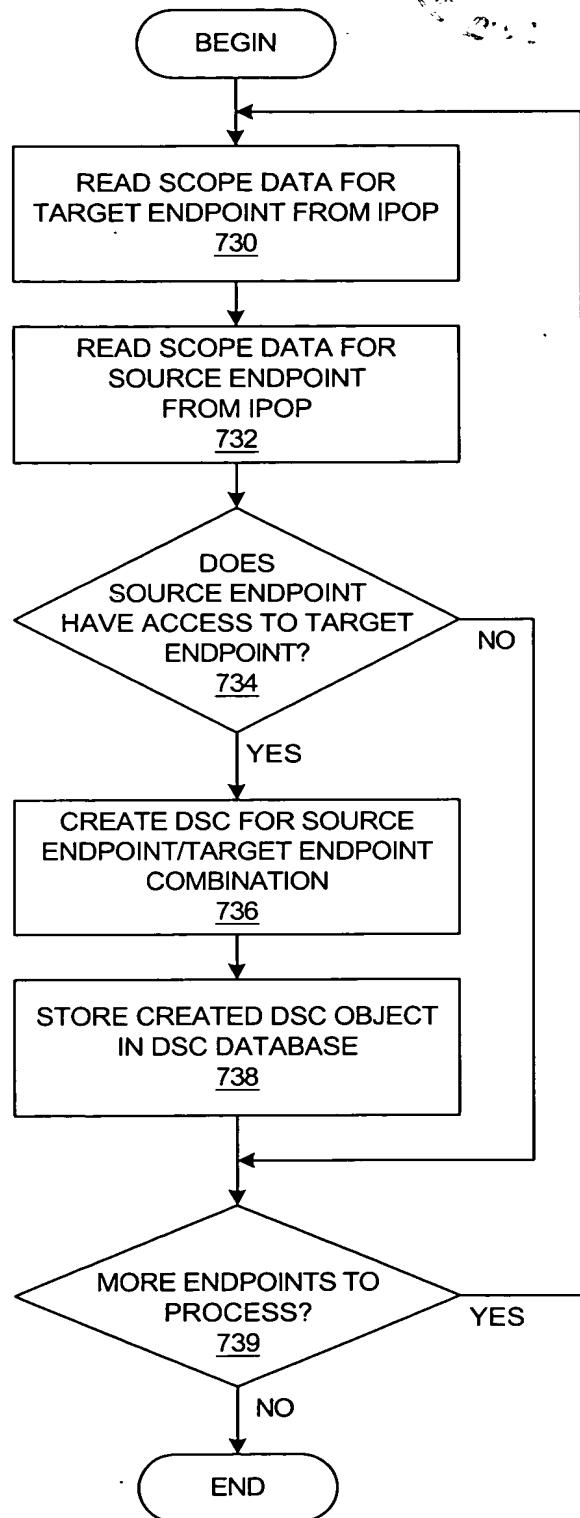 BEGIN
READ SCOPE DATA FOR
TARGET ENDPOINT FROM IPOP
730
READ SCOPE DATA FOR
SOURCE ENDPOINT
FROM IPOP
732
DOES
SOURCE ENDPOINT
HAVE ACCESS TO TARGET
ENDPOINT?
734
NO
YES
CREATE DSC FOR SOURCE
ENDPOINT/TARGET ENDPOINT
COMBINATION
736
STORE CREATED DSC OBJECT
IN DSC DATABASE
738
MORE ENDPOINTS TO
PROCESS?
739
YES
NO
END